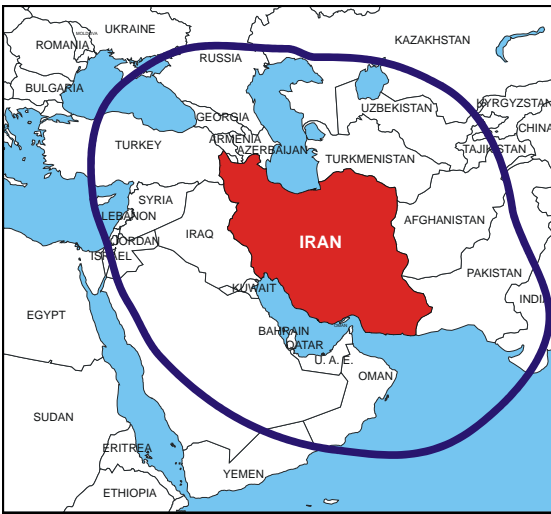 UKRAINE
MOLDOVA
ROMANIA
KAZAKHSTAN
RUSSIA
BULGARIA
UZBEKISTAN
KYRGYZSTAN
GEORGIA
CHINA
ARMENIA
TURKEY
AZERBAIJAN
TAJIKISTAN
TURKMENISTAN
SYRIA
LEBANON
AFGHANISTAN
IRAQ
JORDAN
IRAN
ISRAEL
PAKISTAN
KUWAIT
INDIA
EGYPT
BAHRAIN
QATAR
U. A. E.
OMAN
SUDAN
ERITREA
YEMEN
ETHIOPIA